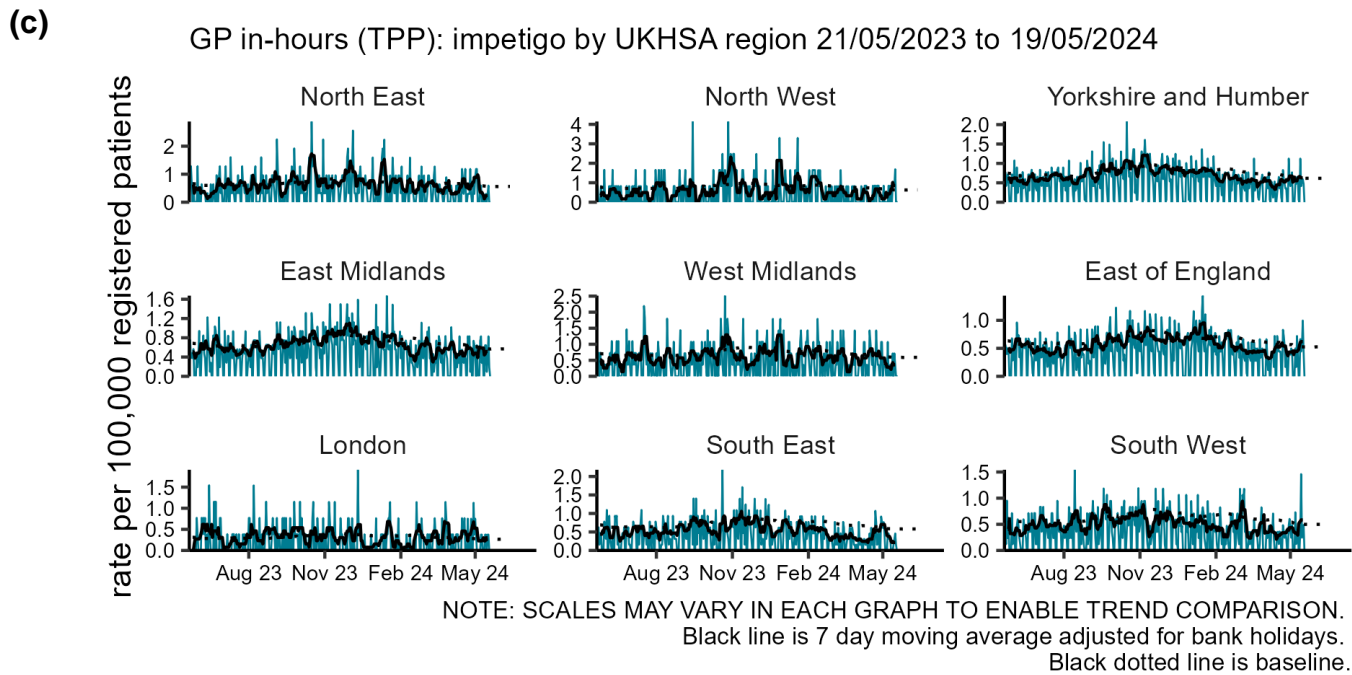 (c)
GP in-hours (TPP): impetigo by UKHSA region 21/05/2023 to 19/05/2024
rate per 100,000 registered patients
North East
2
1
0
North West
4
3
2
1
0
Yorkshire and Humber
2.0
1.5
1.0
0.5
0.0
East Midlands
1.6
1.2
0.8
0.4
0.0
West Midlands
2.5
2.0
1.5
1.0
0.5
0.0
East of England
1.0
0.5
0.0
London
1.5
1.0
0.5
0.0
Aug 23 Nov 23 Feb 24 May 24
South East
2.0
1.5
1.0
0.5
0.0
Aug 23 Nov 23 Feb 24 May 24
South West
1.5
1.0
0.5
0.0
Aug 23 Nov 23 Feb 24 May 24
NOTE: SCALES MAY VARY IN EACH GRAPH TO ENABLE TREND COMPARISON.
Black line is 7 day moving average adjusted for bank holidays.
Black dotted line is baseline.